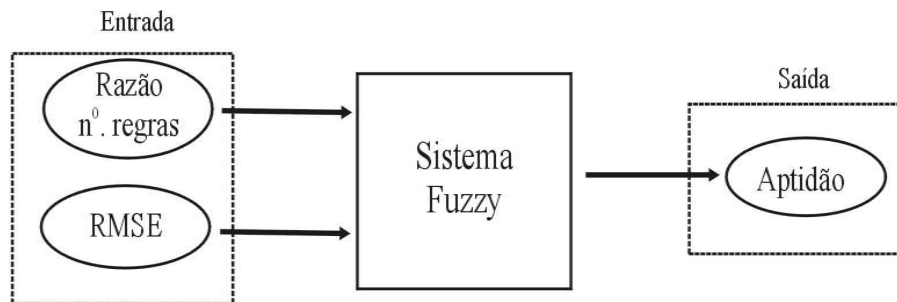 Entrada
Razão
nº. regras
RMSE
Sistema
Fuzzy
Saída
Aptidão